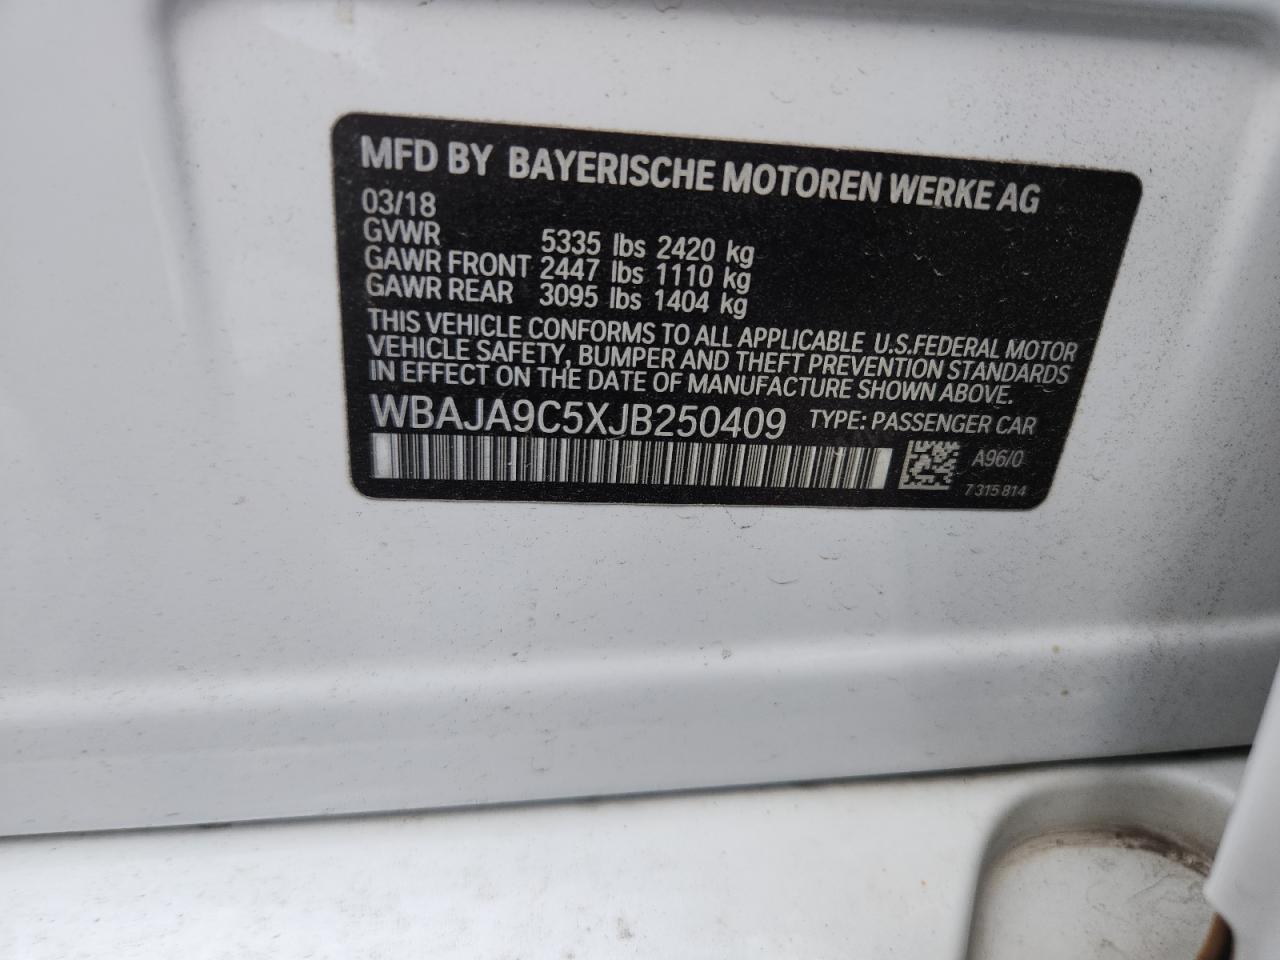 MFD BY BAYERISCHE MOTOREN WERKE AG
03/18
GVWR 5335 lbs 2420 kg
GAWR FRONT 2447 lbs 1110 kg
GAWR REAR 3095 lbs 1404 kg
THIS VEHICLE CONFORMS TO ALL APPLICABLE U.S.FEDERAL MOTOR
VEHICLE SAFETY, BUMPER AND THEFT PREVENTION STANDARDS
IN EFFECT ON THE DATE OF MANUFACTURE SHOWN ABOVE.
WBAJA9C5XJB250409 TYPE: PASSENGER CAR
A96/0
7 315 814